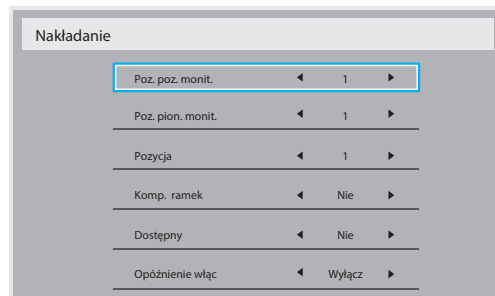 Nakładanie
Poz. poz. monit. 1
Poz. pion. monit. 1
Pozycja 1
Komp. ramek Nie
Dostępny Nie
Opóźnienie włąc Wyłącz